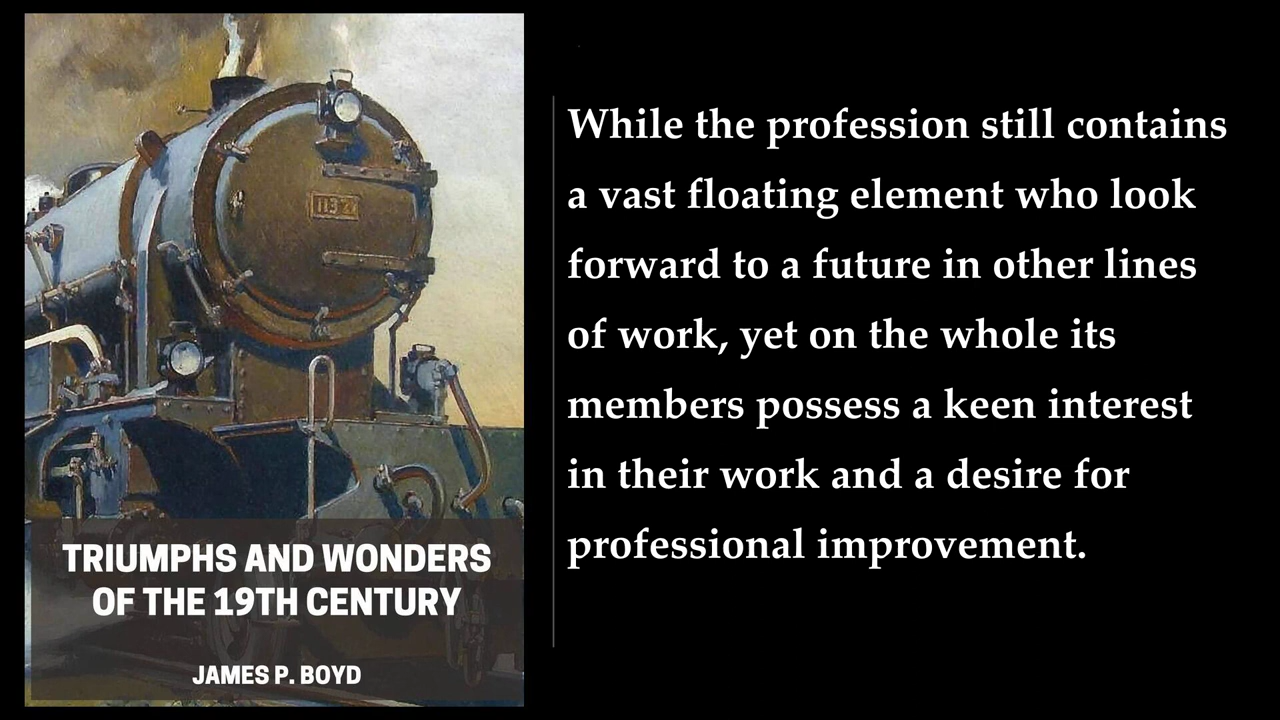 TRIUMPHS AND WONDERS
OF THE 19TH CENTURY
JAMES P. BOYD
While the profession still contains
a vast floating element who look
forward to a future in other lines
of work, yet on the whole its
members possess a keen interest
in their work and a desire for
professional improvement.